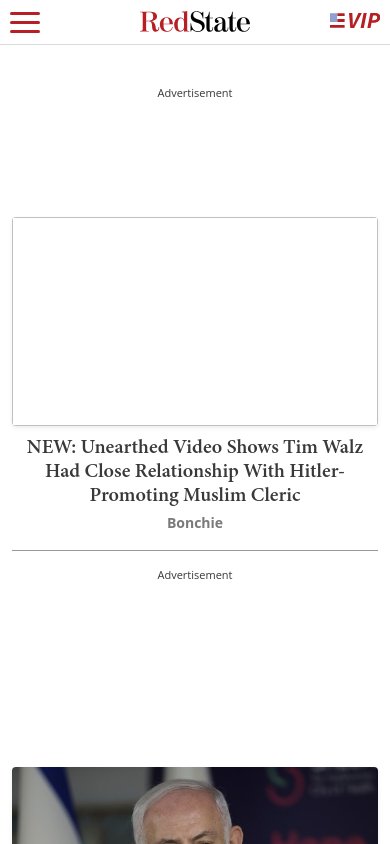 RedState
VIP
Advertisement
NEW: Unearthed Video Shows Tim Walz
Had Close Relationship With Hitler-
Promoting Muslim Cleric
Bonchie
Advertisement